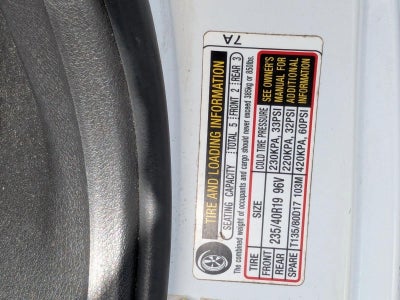 7A
TIRE AND LOADING INFORMATION
SEATING CAPACITY TOTAL 5 FRONT 2 REAR 3
The combined weight of occupants and cargo should never exceed 385kg or 850lbs.
TIRE SIZE COLD TIRE PRESSURE
FRONT 235/40R19 96V 230KPA, 33PSI
REAR 220KPA, 32PSI
SPARE T135/80D17 103M 420KPA, 60PSI
SEE OWNER'S
MANUAL FOR
ADDITIONAL
INFORMATION